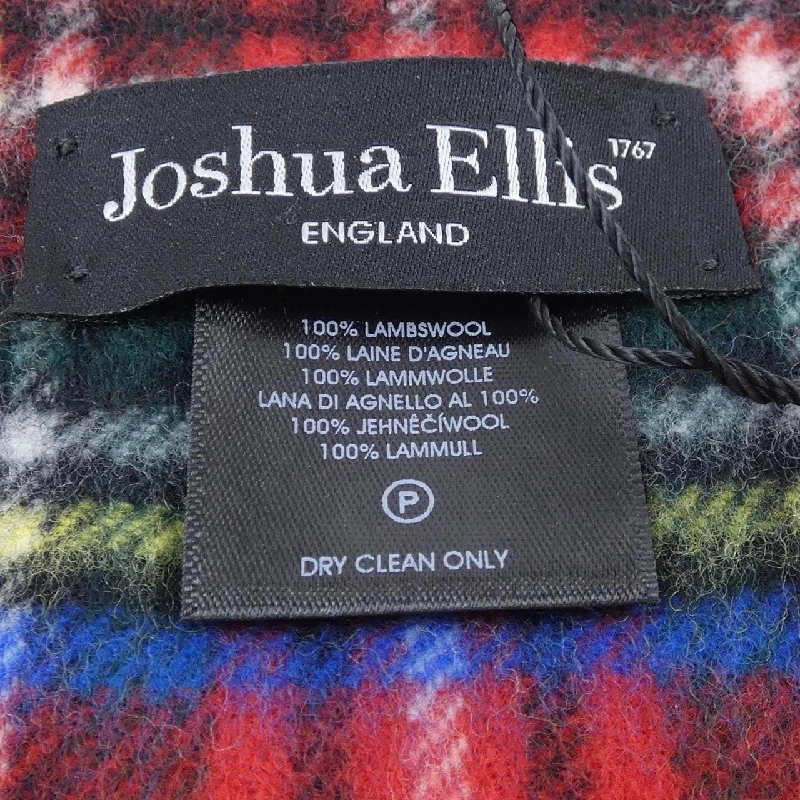 Joshua Ellis 1767
ENGLAND
100% LAMBSWOOL
100% LAINE D'AGNEAU
100% LAMMWOLLE
LANA DI AGNELLO AL 100%
100% JEHNĚČÍWOOL
100% LAMMULL
P
DRY CLEAN ONLY